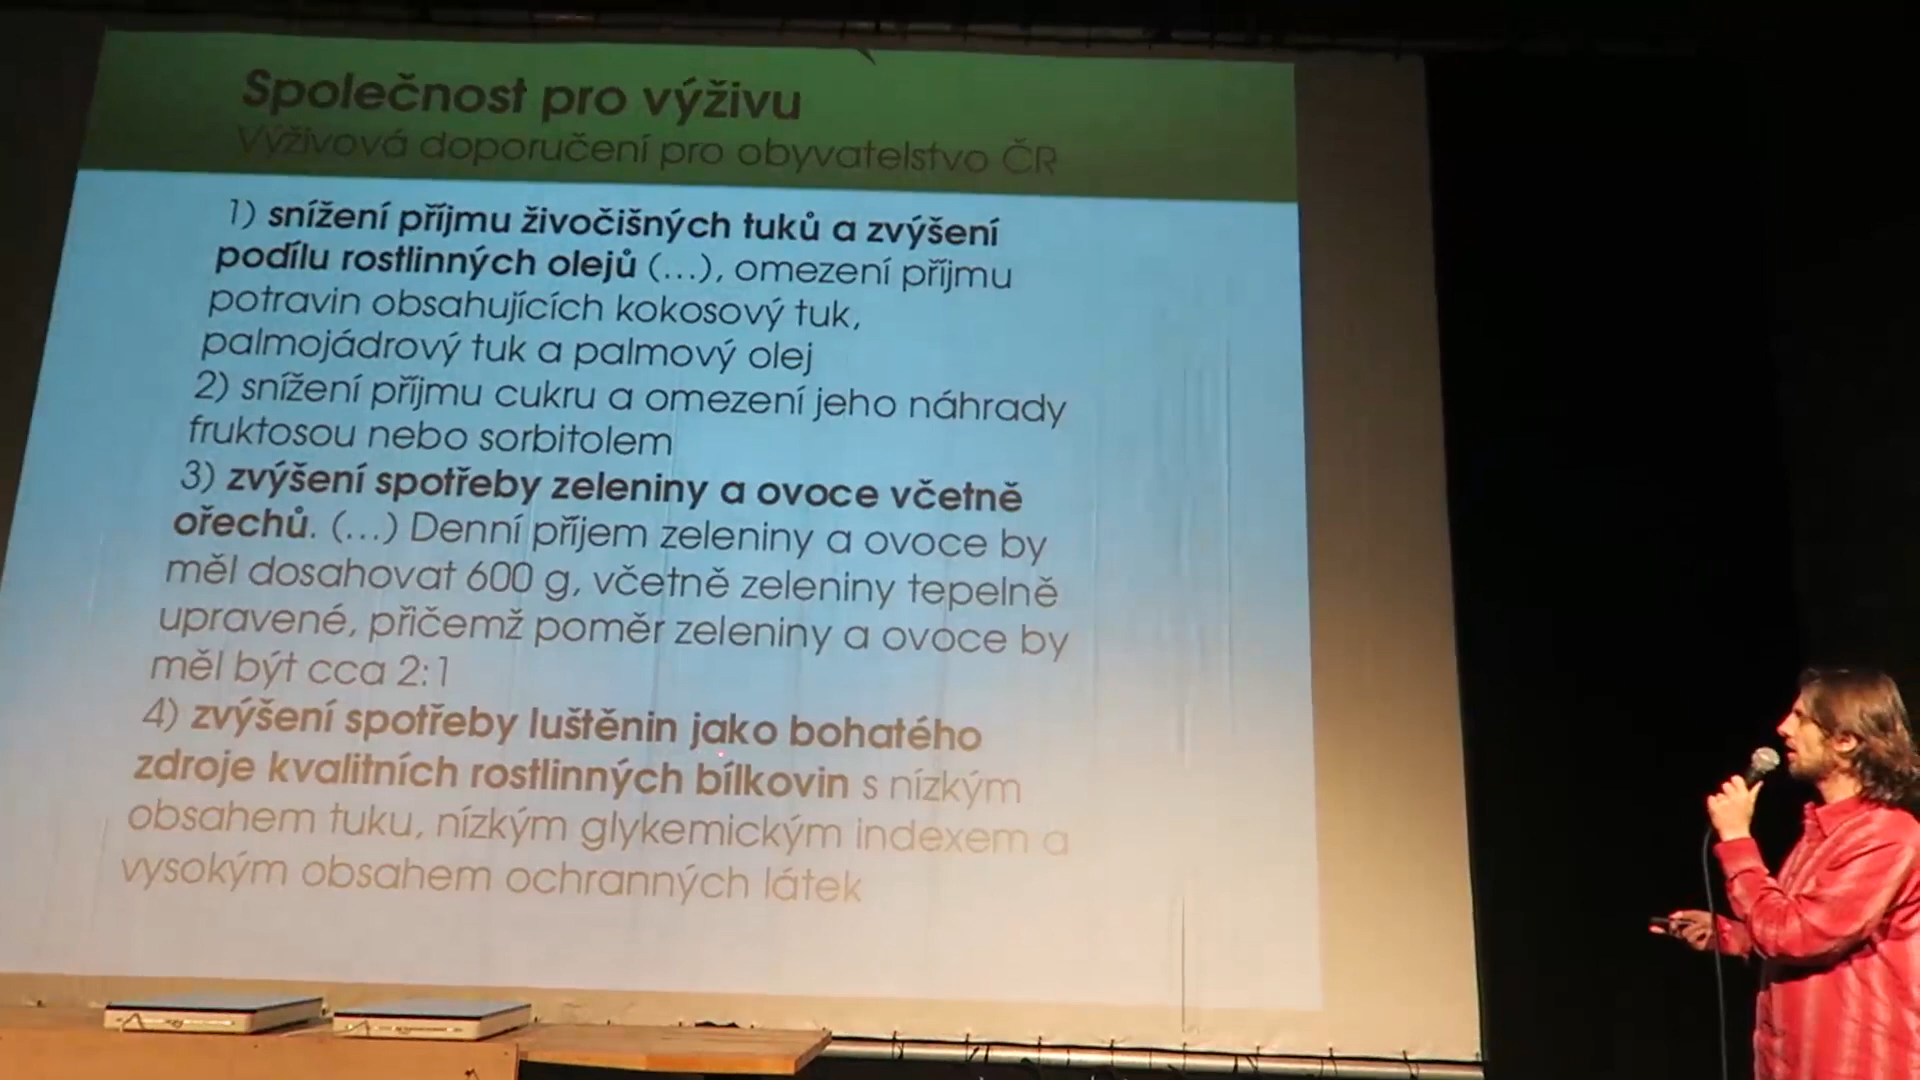 Společnost pro výživu
Výživová doporučení pro obyvatelstvo ČR
1) snížení příjmu živočišných tuků a zvýšení
podílu rostlinných olejů (...), omezení příjmu
potravin obsahujících kokosový tuk,
palmojádrový tuk a palmový olej
2) snížení příjmu cukru a omezení jeho náhrady
fruktosou nebo sorbitolem
3) zvýšení spotřeby zeleniny a ovoce včetně
ořechů. (...) Denní příjem zeleniny a ovoce by
měl dosahovat 600 g, včetně zeleniny tepelně
upravené, přičemž poměr zeleniny a ovoce by
měl být cca 2:1
4) zvýšení spotřeby luštěnin jako bohatého
zdroje kvalitních rostlinných bílkovin s nízkým
obsahem tuku, nízkým glykemickým indexem a
vysokým obsahem ochranných látek